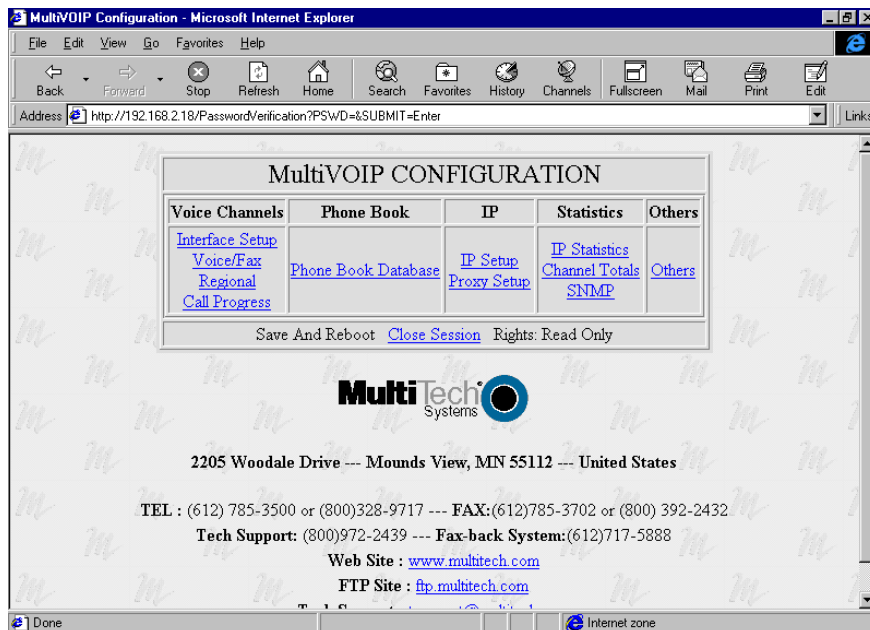 MultiVOIP Configuration - Microsoft Internet Explorer
File Edit View Go Favorites Help
Back Forward Stop Refresh Home Search Favorites History Channels Fullscreen Mail Print Edit
Address http://192.168.2.18/PasswordVerification?PSWD=&SUBMIT=Enter Links
MultiVOIP CONFIGURATION
Voice Channels Phone Book IP Statistics Others
Interface Setup
Voice/Fax
Regional
Call Progress
Phone Book Database
IP Setup
Proxy Setup
IP Statistics
Channel Totals
SNMP
Others
Save And Reboot Close Session Rights: Read Only
MultiTech
Systems
2205 Woodale Drive --- Mounds View, MN 55112 --- United States
TEL : (612) 785-3500 or (800)328-9717 --- FAX:(612)785-3702 or (800) 392-2432
Tech Support: (800)972-2439 --- Fax-back System:(612)717-5888
Web Site : www.multitech.com
FTP Site : ftp.multitech.com
Done Internet zone